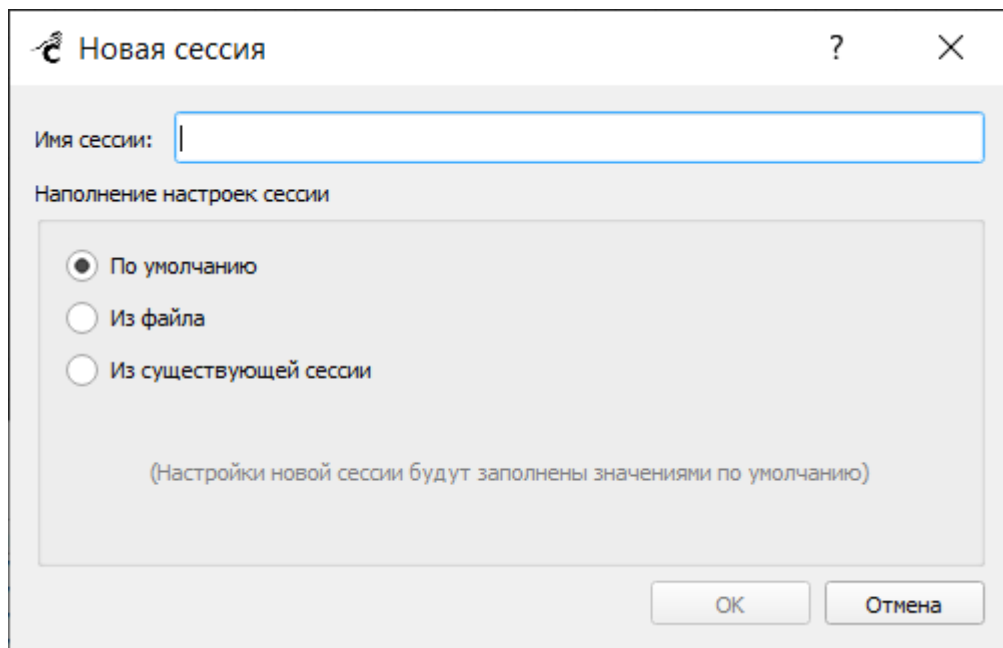 Новая сессия ?
Имя сессии:
Наполнение настроек сессии
По умолчанию
Из файла
Из существующей сессии
(Настройки новой сессии будут заполнены значениями по умолчанию)
OK Отмена